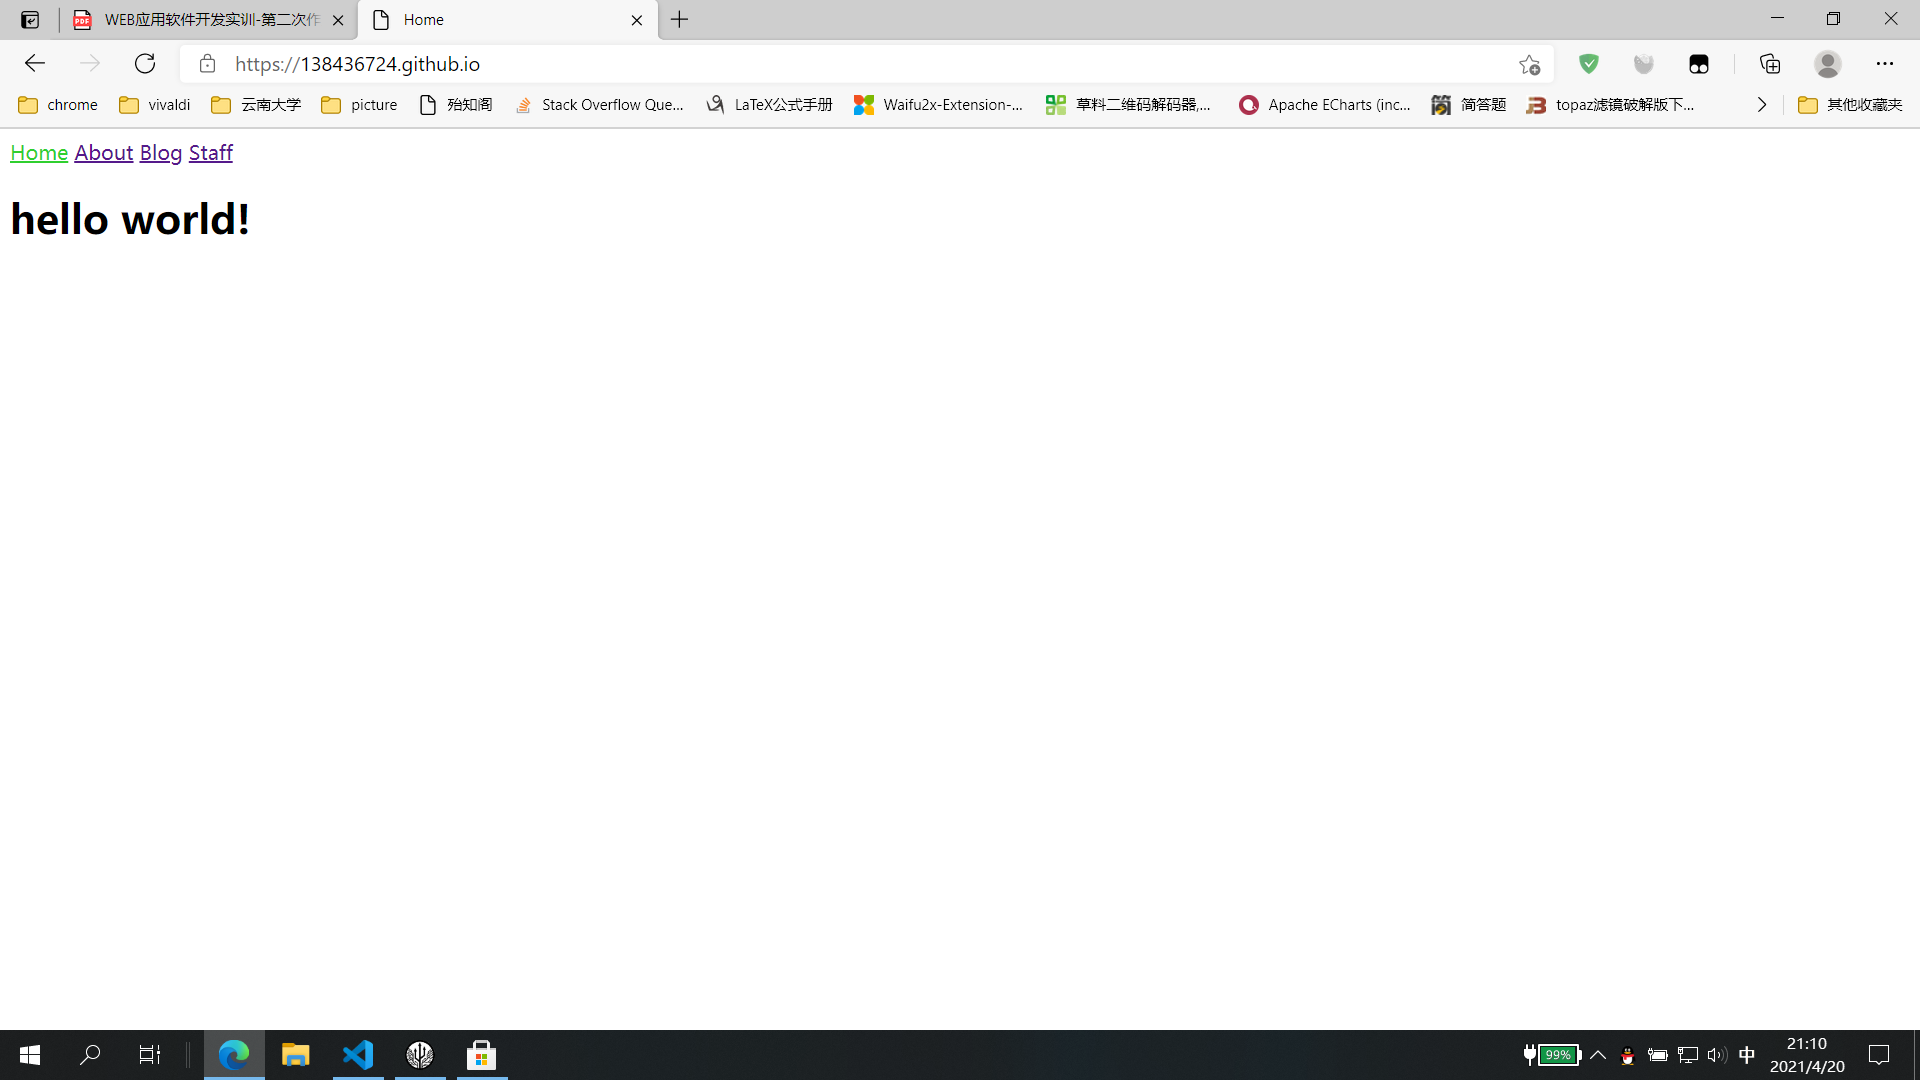 WEB应用软件开发实训-第二次作
Home
https://138436724.github.io
chrome vivaldi 云南大学 picture 殆知阁 Stack Overflow Que... LaTeX公式手册 Waifu2x-Extension-... 草料二维码解码器,... Apache ECharts (inc... 简答题 topaz滤镜破解版下... 其他收藏夹
Home About Blog Staff
hello world!
99% 中 21:10
2021/4/20